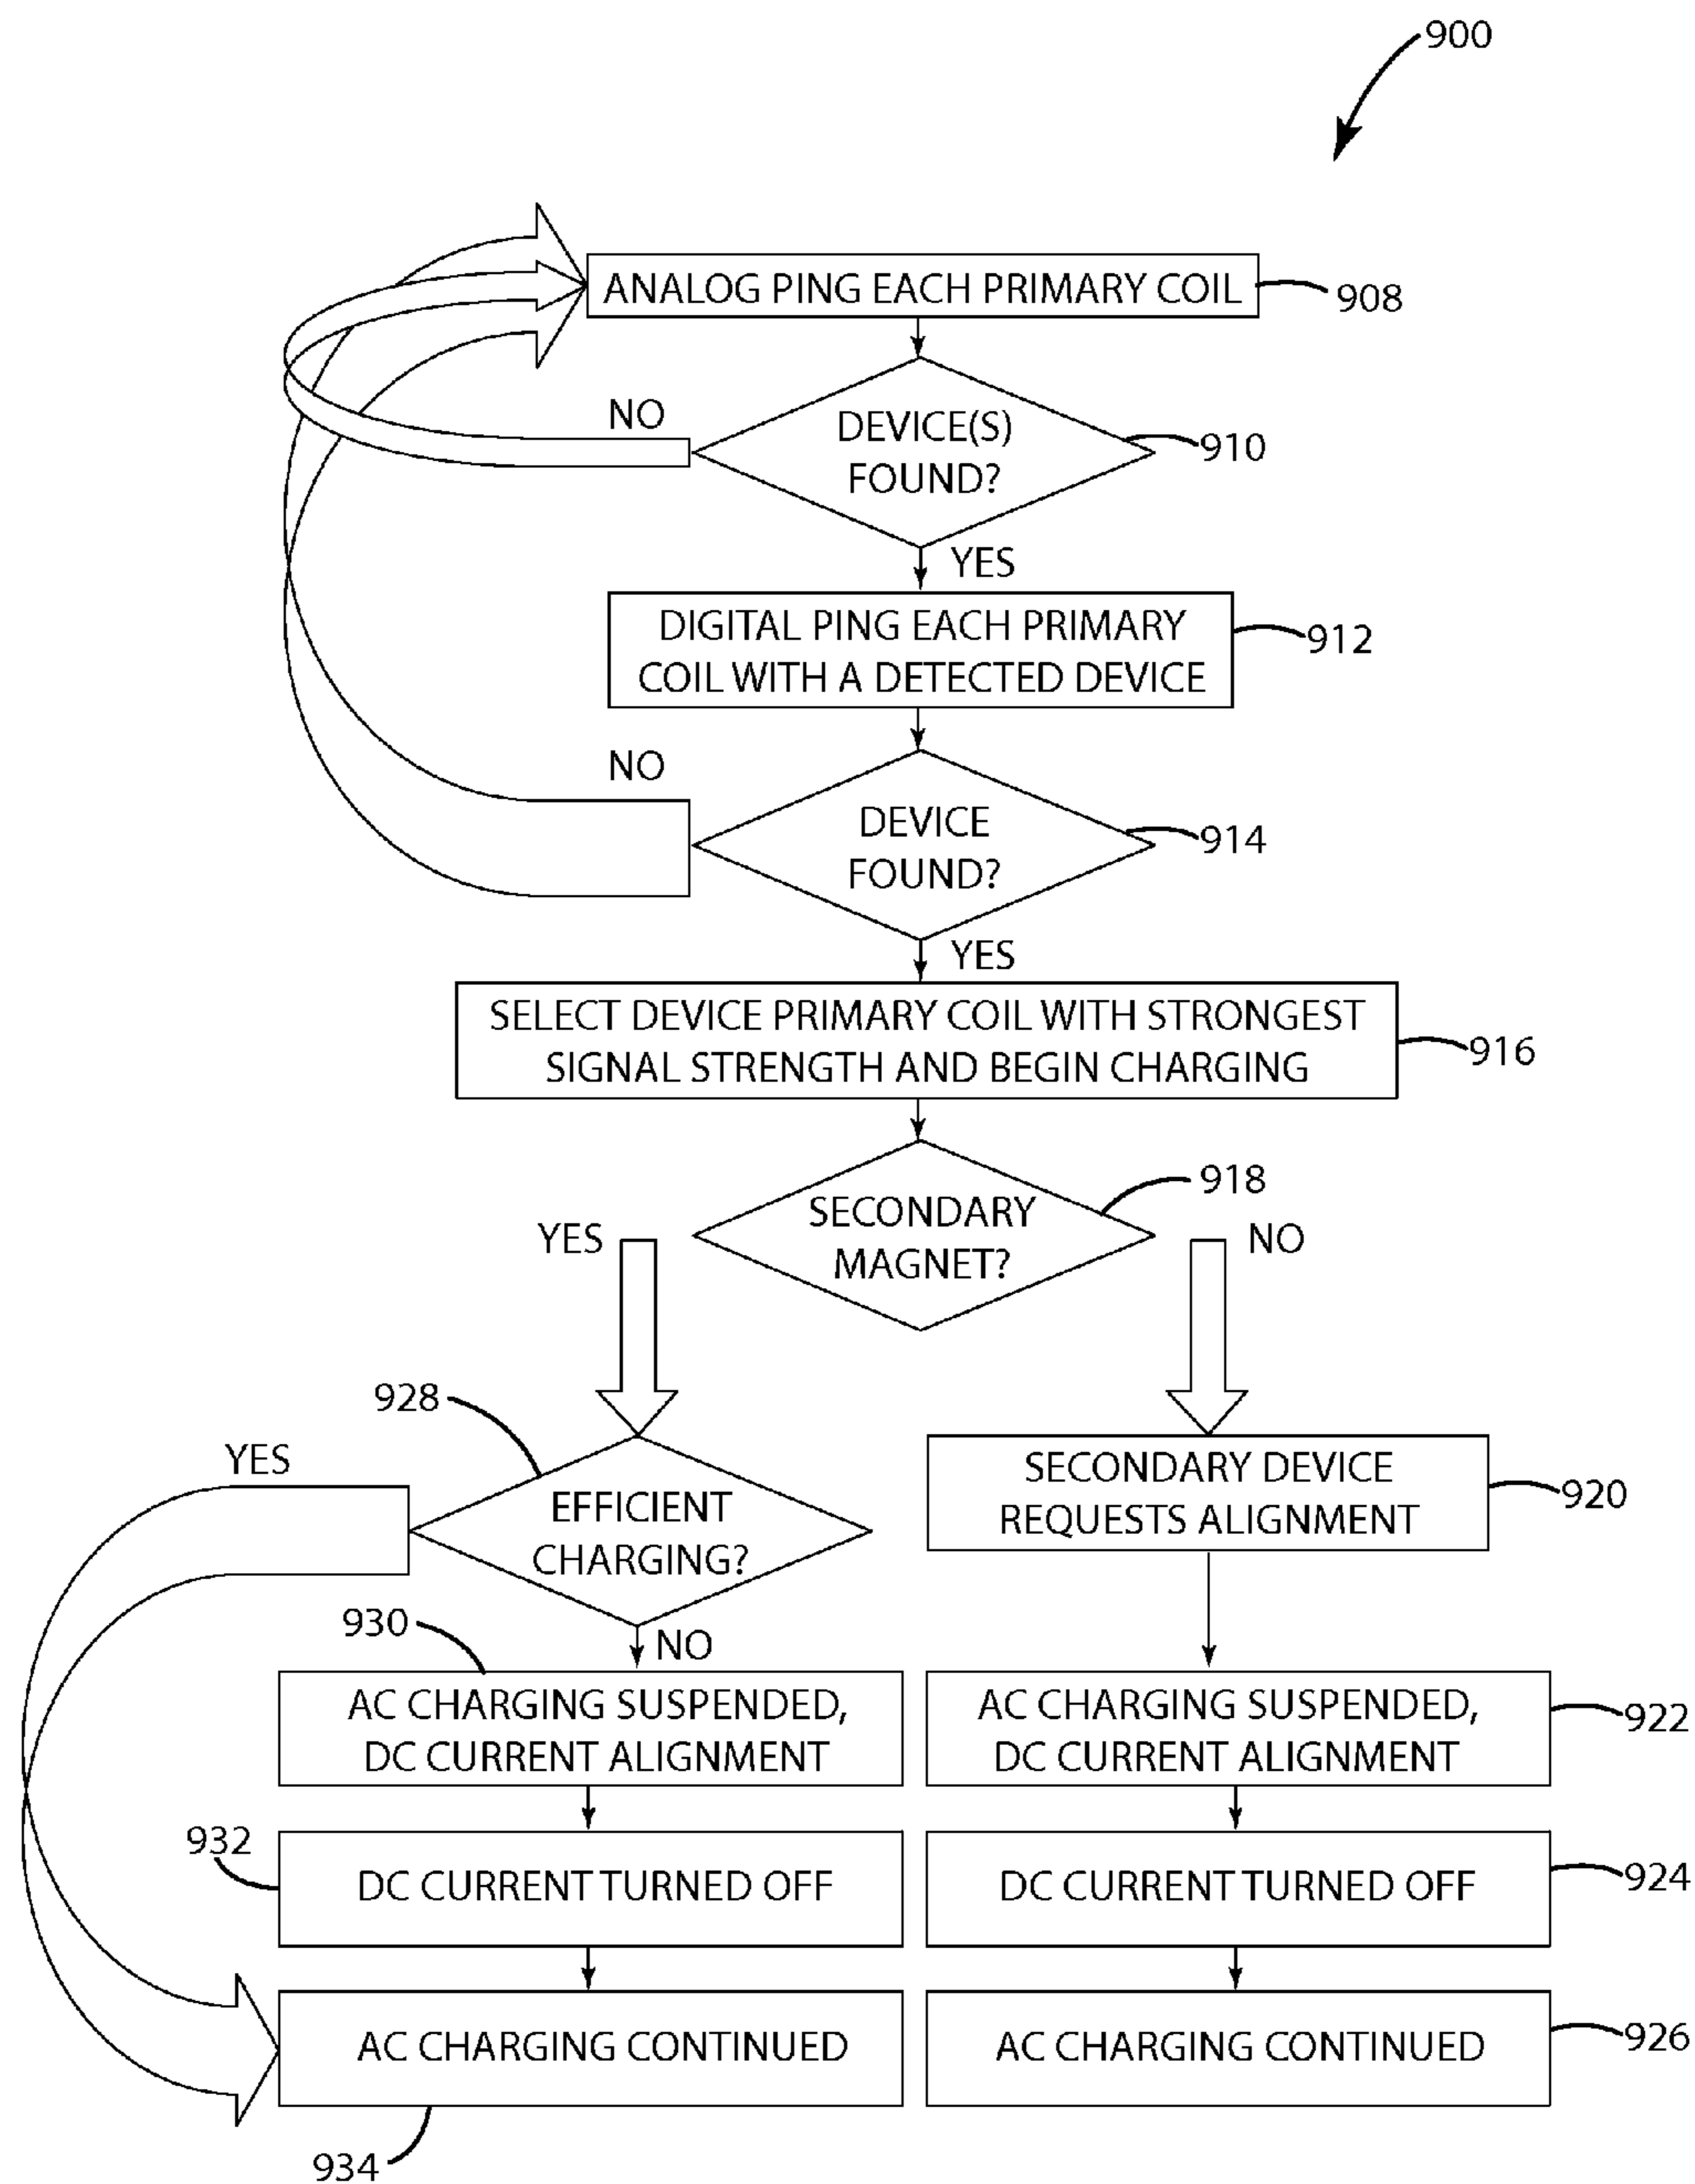 900
ANALOG PING EACH PRIMARY COIL
908
NO
DEVICE(S)
FOUND?
910
YES
DIGITAL PING EACH PRIMARY
COIL WITH A DETECTED DEVICE
912
NO
DEVICE
FOUND?
914
YES
SELECT DEVICE PRIMARY COIL WITH STRONGEST
SIGNAL STRENGTH AND BEGIN CHARGING
916
918
SECONDARY
MAGNET?
YES
NO
928
YES
EFFICIENT
CHARGING?
SECONDARY DEVICE
REQUESTS ALIGNMENT
920
930
NO
AC CHARGING SUSPENDED,
DC CURRENT ALIGNMENT
AC CHARGING SUSPENDED,
DC CURRENT ALIGNMENT
922
932
DC CURRENT TURNED OFF
DC CURRENT TURNED OFF
924
AC CHARGING CONTINUED
AC CHARGING CONTINUED
926
934